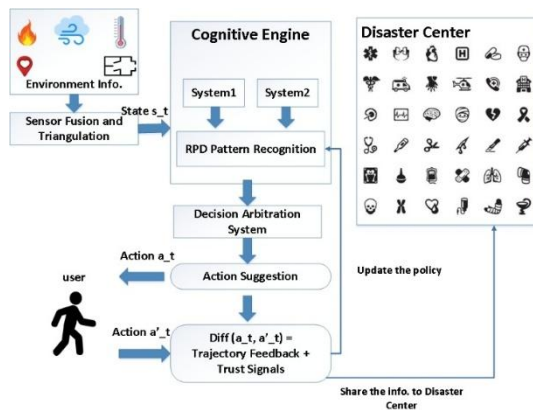 Environment Info.
Sensor Fusion and
Triangulation
State s_t
Cognitive Engine
System1
System2
RPD Pattern Recognition
Decision Arbitration
System
Action a_t
Action Suggestion
user
Action a’_t
Diff (a_t, a’_t) =
Trajectory Feedback +
Trust Signals
Update the policy
Share the info. to Disaster
Center
Disaster Center
H